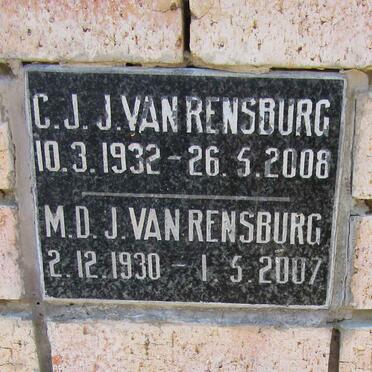 C.J. J.VAN RENSBURG
10.3.1932 - 26.5.2008
M.D. J. VAN RENSBURG
2.12.1930 - 1.5.2007